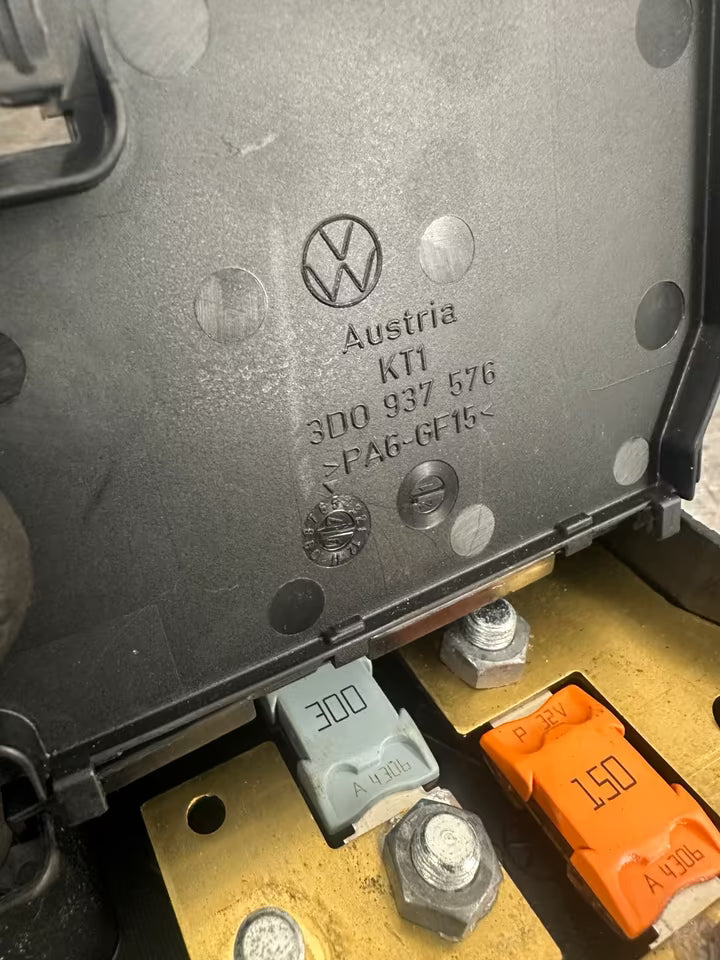 Austria
KT1
3D0 937 576
>PA6-GF15<
300
A 4306
P 32V
150
A 4306